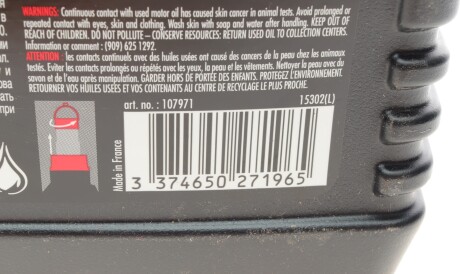 WARNINGS: Continuous contact with used motor oil has caused skin cancer in animal tests. Avoid prolonged or
repeated contact with eyes, skin and clothing. Wash skin with soap and water after handling. KEEP OUT OF
REACH OF CHILDREN. DO NOT POLLUTE – CONSERVE RESOURCES: RETURN USED OIL TO COLLECTION CENTERS.
Information or comment : (909) 625 1292.
ATTENTION : les contacts continuels avec des huiles usées ont causé des cancers de la peau chez les animaux
testés. Eviter les contacts prolongés ou répétés avec les yeux, la peau et les vêtements. Nettoyer la peau avec du
savon et de l'eau après manipulation. GARDER HORS DE PORTÉE DES ENFANTS. PROTÉGEZ L'ENVIRONNEMENT.
RETOURNER VOS HUILES USÉES ET VOS CONTENANTS AU CENTRE DE RECYCLAGE LE PLUS PROCHE.
art. no. : 107971 15302(L)
Made in France
3 374650 271965